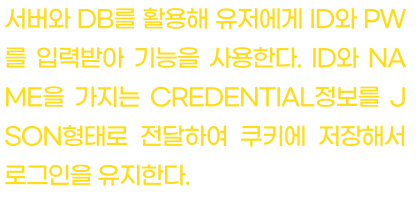 서버와 DB를 활용해 유저에게 ID와 PW
를 입력받아 기능을 사용한다. ID와 NA
ME을 가지는 CREDENTIAL정보를 J
SON형태로 전달하여 쿠키에 저장해서
로그인을 유지한다.